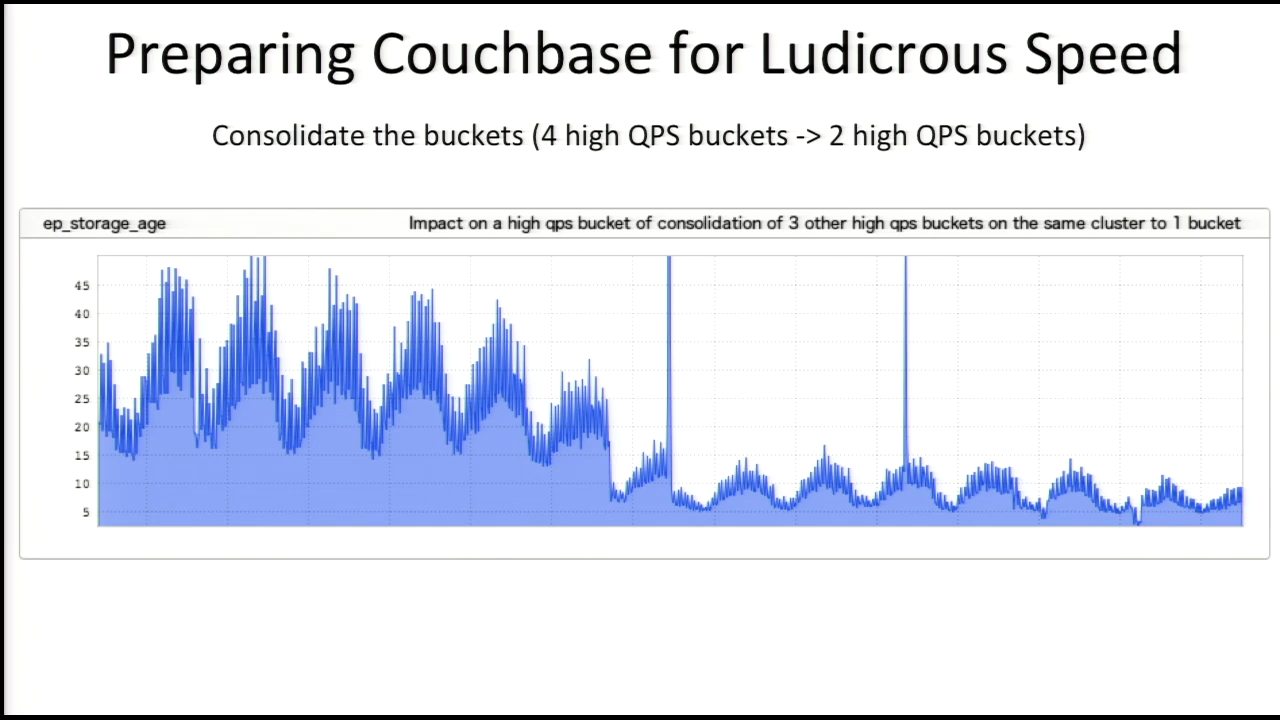 Preparing Couchbase for Ludicrous Speed
Consolidate the buckets (4 high QPS buckets -> 2 high QPS buckets)
ep_storage_age
Impact on a high qps bucket of consolidation of 3 other high qps buckets on the same cluster to 1 bucket
45
40
35
30
25
20
15
10
5